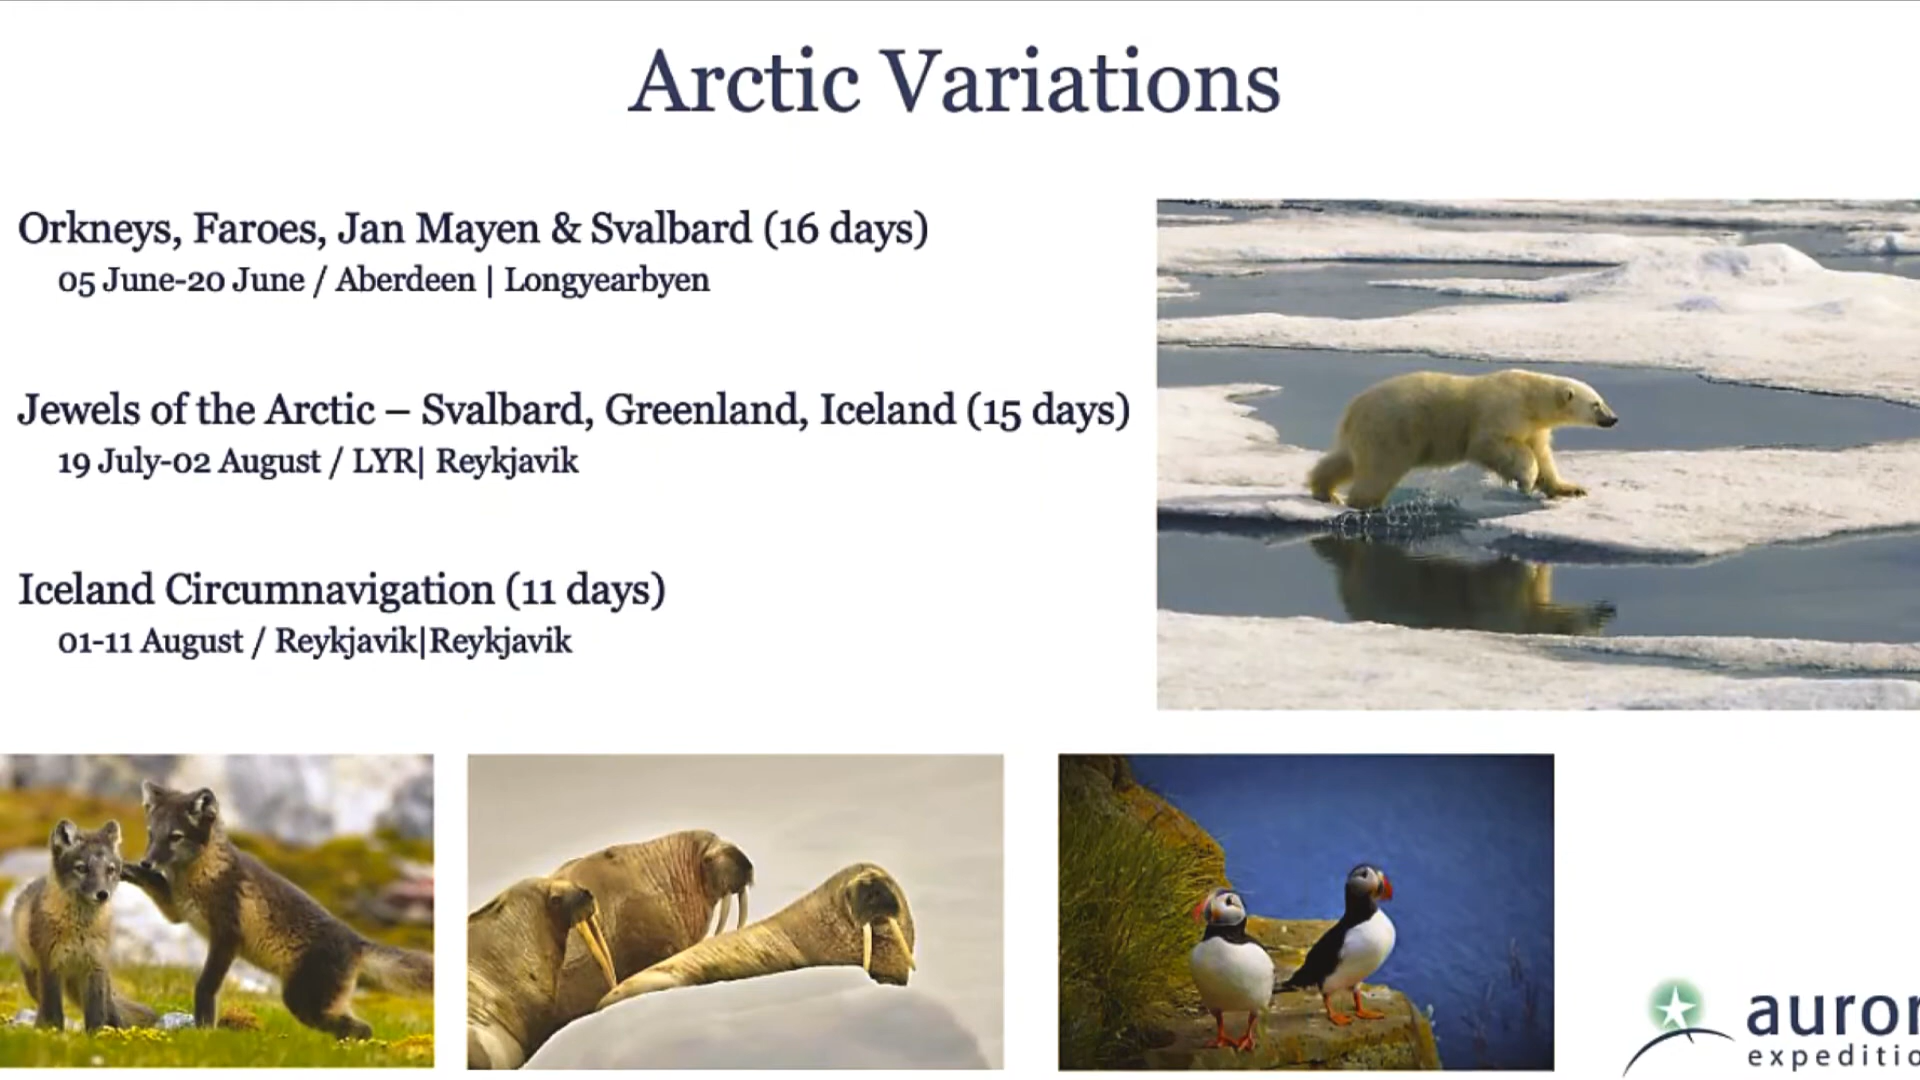 Arctic Variations
Orkneys, Faroes, Jan Mayen & Svalbard (16 days)
05 June-20 June / Aberdeen | Longyearbyen
Jewels of the Arctic – Svalbard, Greenland, Iceland (15 days)
19 July-02 August / LYR| Reykjavik
Iceland Circumnavigation (11 days)
01-11 August / Reykjavik|Reykjavik
auror
expeditio